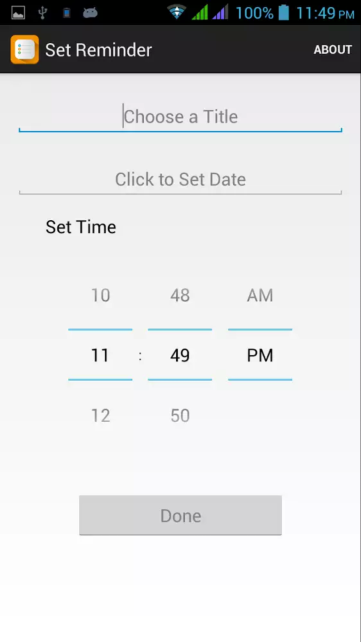 100% 11:49 PM
Set Reminder ABOUT
Choose a Title
Click to Set Date
Set Time
10 48 AM
11 : 49 PM
12 50
Done